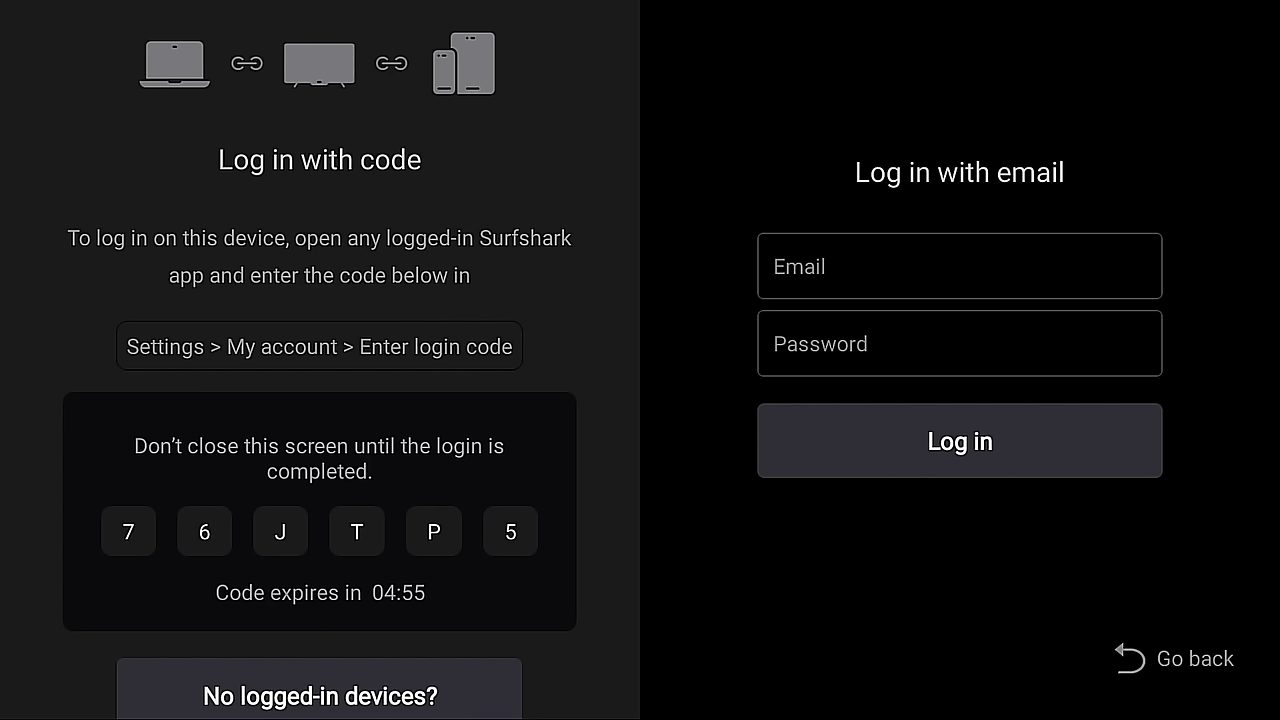 Log in with code
To log in on this device, open any logged-in Surfshark
app and enter the code below in
Settings > My account > Enter login code
Don’t close this screen until the login is
completed.
7 6 J T P 5
Code expires in 04:55
No logged-in devices?
Log in with email
Email
Password
Log in
Go back